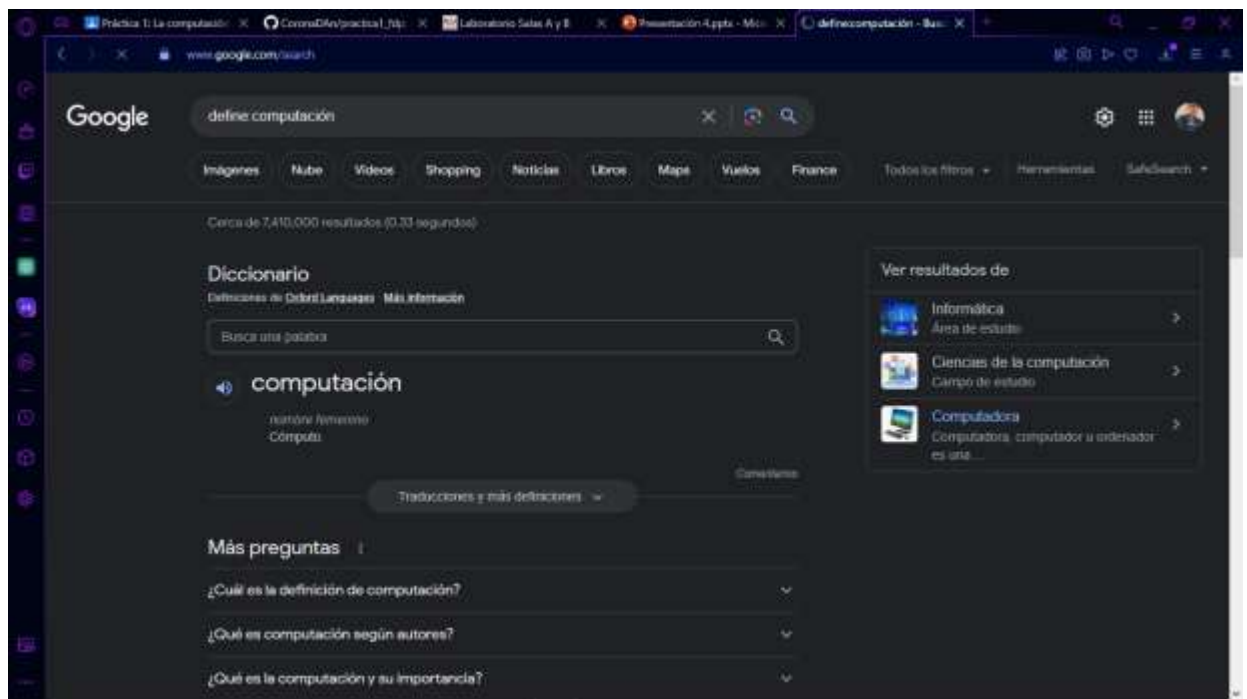 Práctica 1: La computación
CoronaDAn/practica1_fdp:
Laboratorio Salas A y B
Presentación 4.pptx - Mic
define:computación - Bus
www.google.com/search
Google
define:computación
Imágenes
Nube
Videos
Shopping
Noticias
Libros
Maps
Vuelos
Finance
Todos los filtros
Herramientas
SafeSearch
Cerca de 7,410,000 resultados (0.33 segundos)
Diccionario
Definiciones de Oxford Languages Más información
Busca una palabra
computación
nombre femenino
Cómputo.
Comentarios
Traducciones y más definiciones
Más preguntas
¿Cuál es la definición de computación?
¿Qué es computación según autores?
¿Qué es la computación y su importancia?
Ver resultados de
Informática
Área de estudio
Ciencias de la computación
Campo de estudio
Computadora
Computadora, computador u ordenador
es una ...